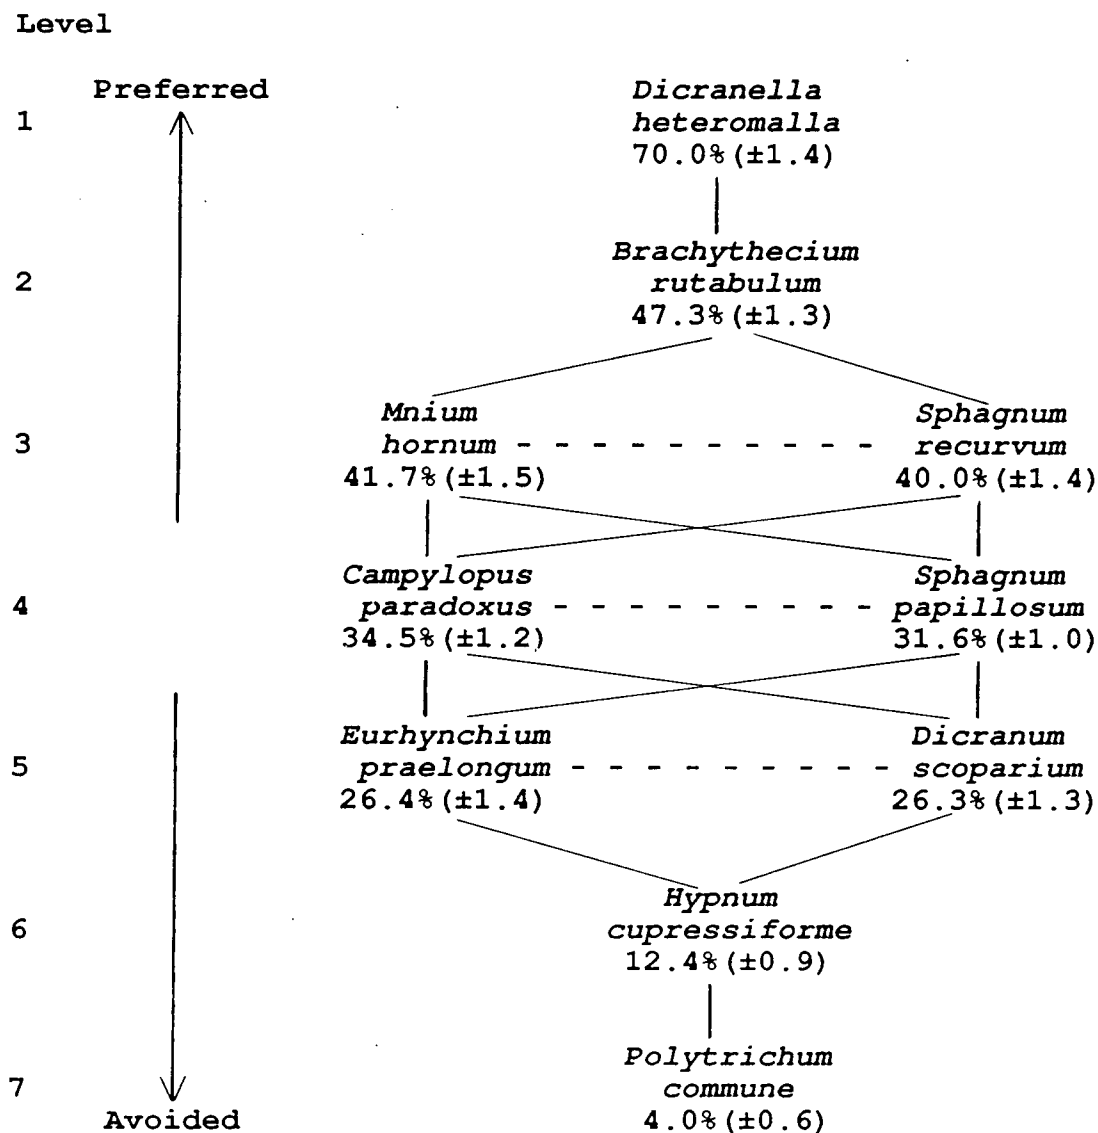 Level
Preferred
1
Dicranella
heteromalla
70.0%(±1.4)
2
Brachythecium
rutabulum
47.3%(±1.3)
3
Mnium
hornum
41.7%(±1.5)
Sphagnum
recurvum
40.0%(±1.4)
4
Campylopus
paradoxus
34.5%(±1.2)
Sphagnum
papillosum
31.6%(±1.0)
5
Eurhynchium
praelongum
26.4%(±1.4)
Dicranum
scoparium
26.3%(±1.3)
6
Hypnum
cupressiforme
12.4%(±0.9)
7
Polytrichum
commune
4.0%(±0.6)
Avoided